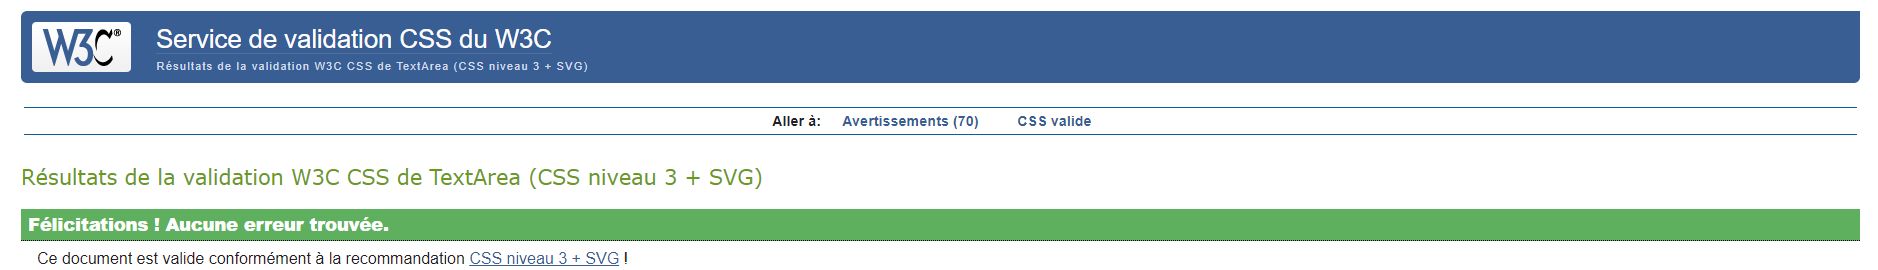 W3C®
Service de validation CSS du W3C
Résultats de la validation W3C CSS de TextArea (CSS niveau 3 + SVG)
Aller à: Avertissements (70) CSS valide
Résultats de la validation W3C CSS de TextArea (CSS niveau 3 + SVG)
Félicitations ! Aucune erreur trouvée.
Ce document est valide conformément à la recommandation CSS niveau 3 + SVG !